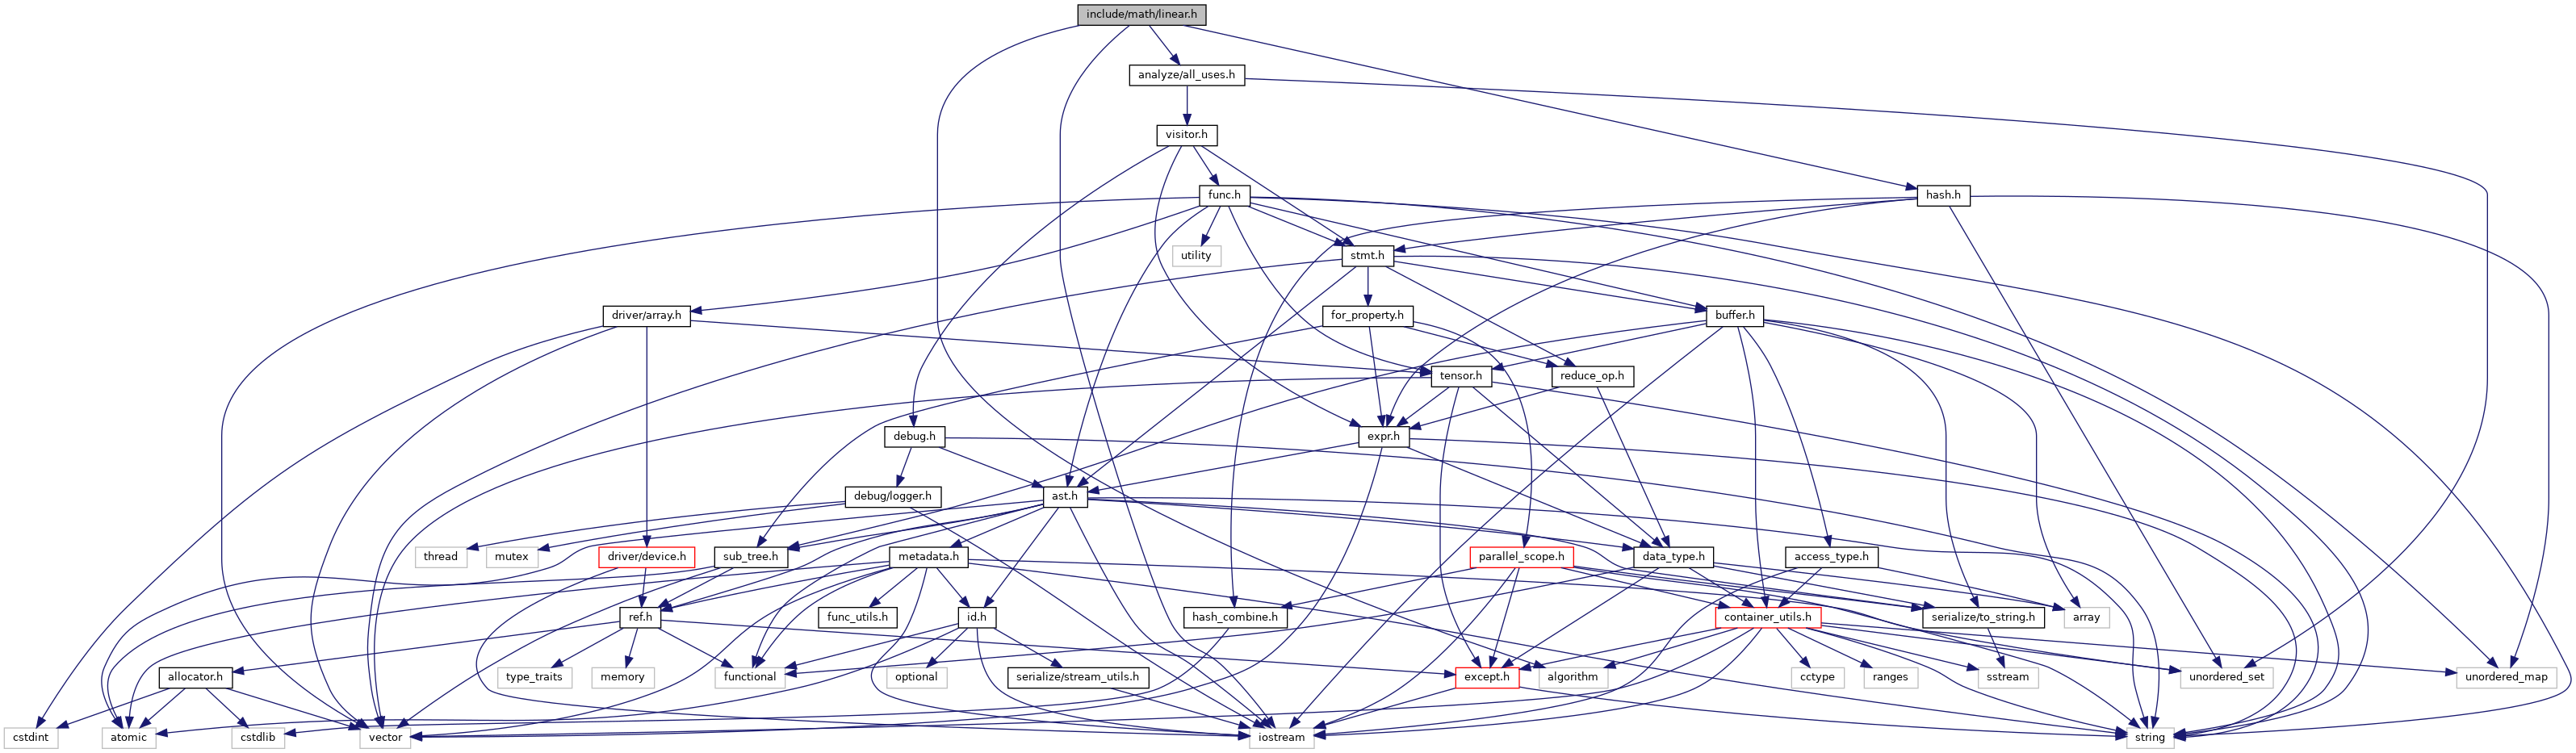 include/math/linear.h
analyze/all_uses.h
visitor.h
func.h
hash.h
utility
stmt.h
driver/array.h
for_property.h
buffer.h
tensor.h
reduce_op.h
debug.h
expr.h
debug/logger.h
ast.h
thread
mutex
driver/device.h
sub_tree.h
metadata.h
parallel_scope.h
data_type.h
access_type.h
ref.h
func_utils.h
id.h
hash_combine.h
container_utils.h
serialize/to_string.h
array
allocator.h
type_traits
memory
functional
optional
serialize/stream_utils.h
except.h
algorithm
cctype
ranges
sstream
unordered_set
unordered_map
cstdint
atomic
cstdlib
vector
iostream
string